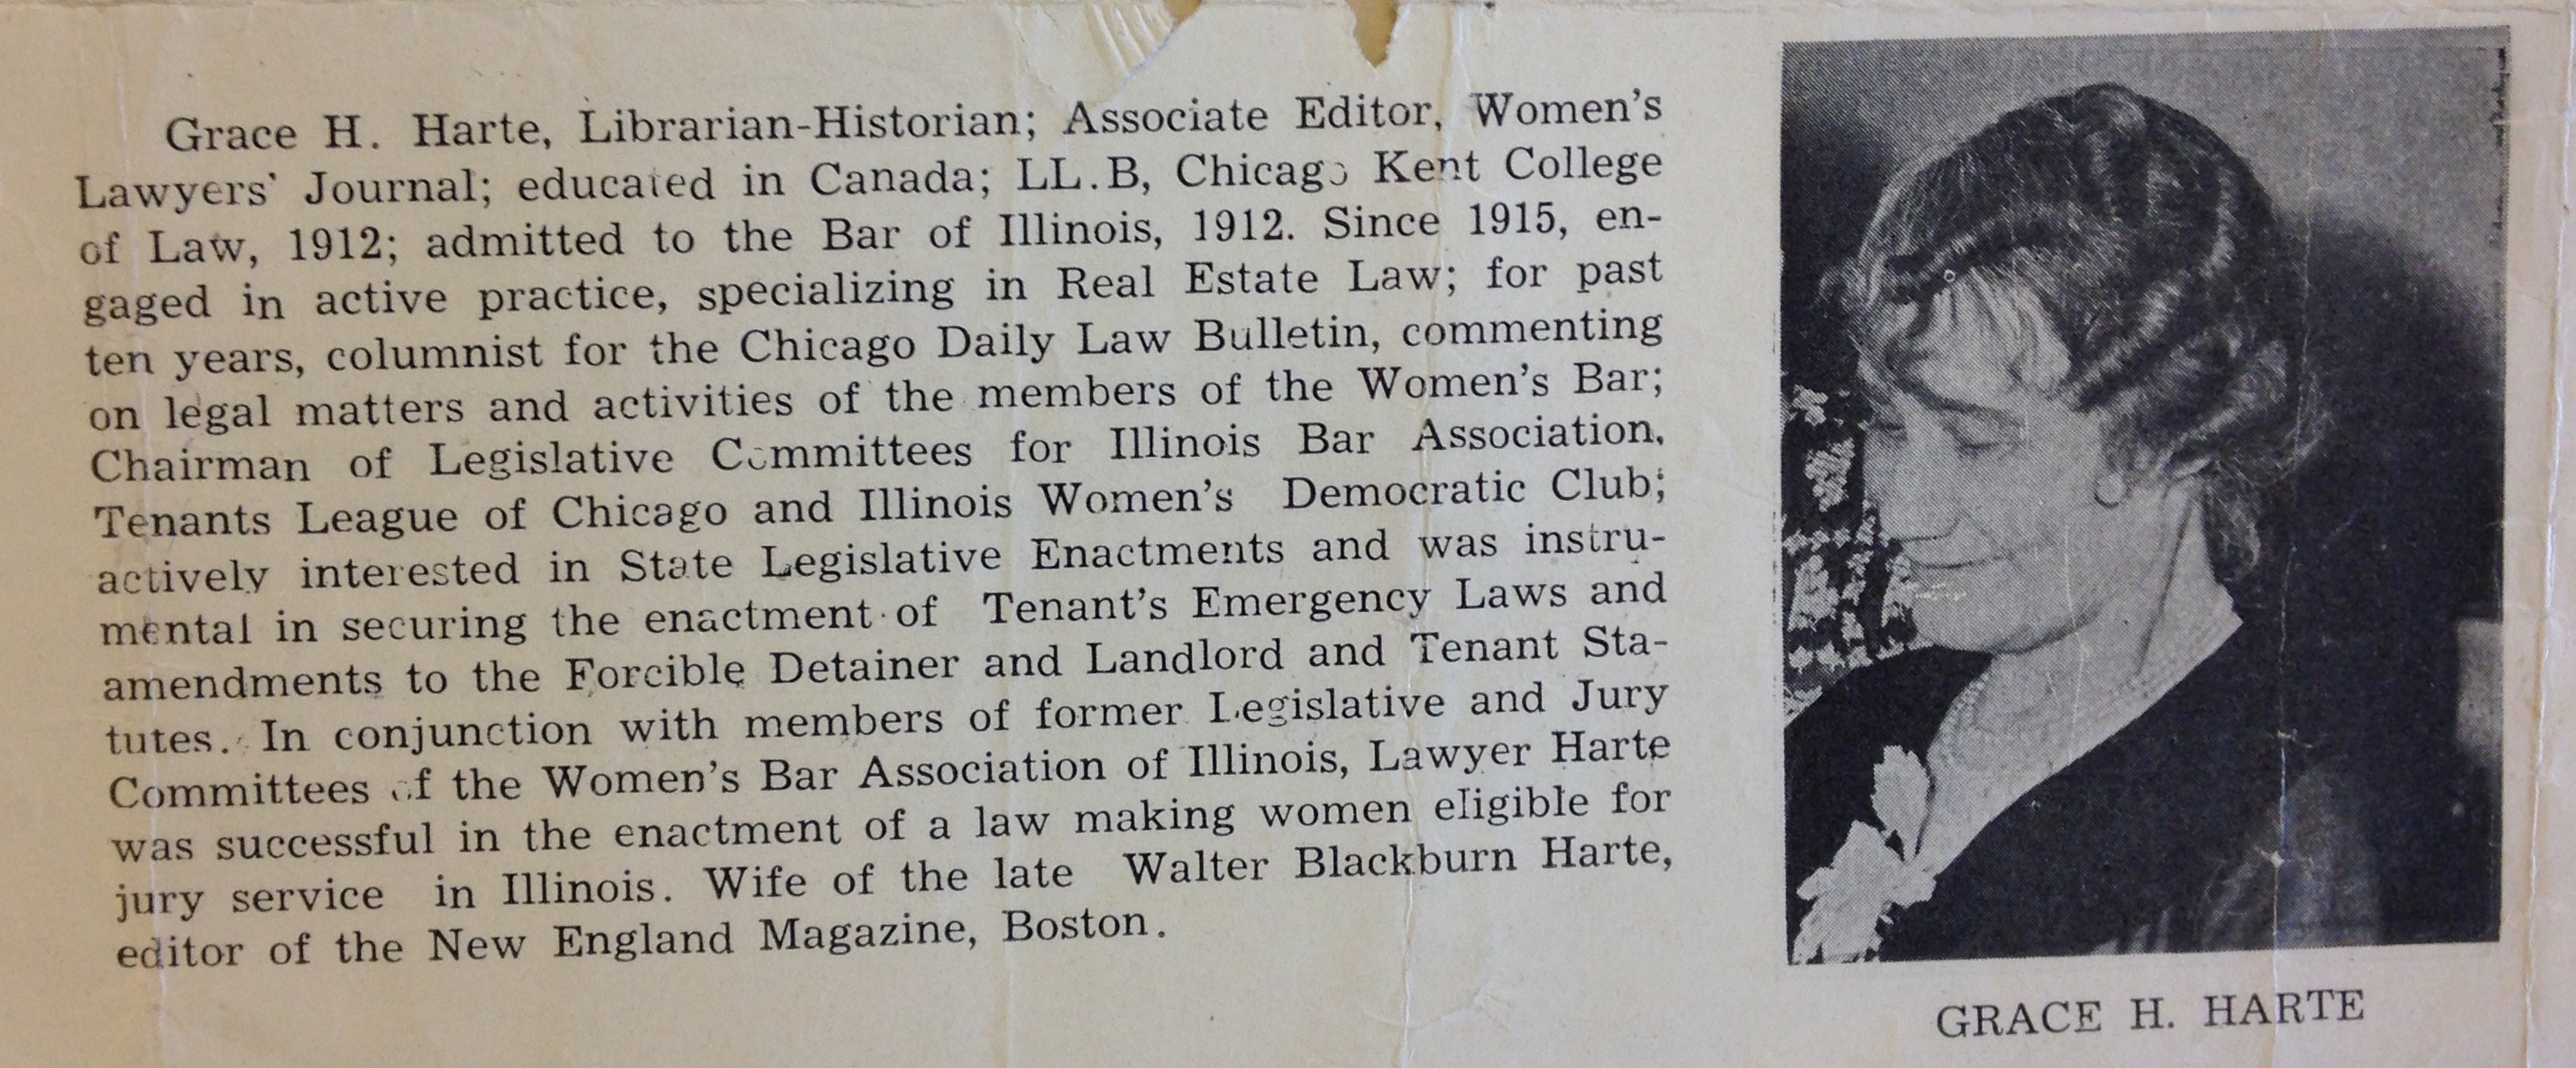 Grace H. Harte, Librarian-Historian; Associate Editor, Women's
Lawyers' Journal; educated in Canada; LL.B, Chicago Kent College
of Law, 1912; admitted to the Bar of Illinois, 1912. Since 1915, en-
gaged in active practice, specializing in Real Estate Law; for past
ten years, columnist for the Chicago Daily Law Bulletin, commenting
on legal matters and activities of the members of the Women's Bar;
Chairman of Legislative Committees for Illinois Bar Association,
Tenants League of Chicago and Illinois Women's Democratic Club;
actively interested in State Legislative Enactments and was instru-
mental in securing the enactment of Tenant's Emergency Laws and
amendments to the Forcible Detainer and Landlord and Tenant Sta-
tutes. In conjunction with members of former Legislative and Jury
Committees of the Women's Bar Association of Illinois, Lawyer Harte
was successful in the enactment of a law making women eligible for
jury service in Illinois. Wife of the late Walter Blackburn Harte,
editor of the New England Magazine, Boston.
GRACE H. HARTE